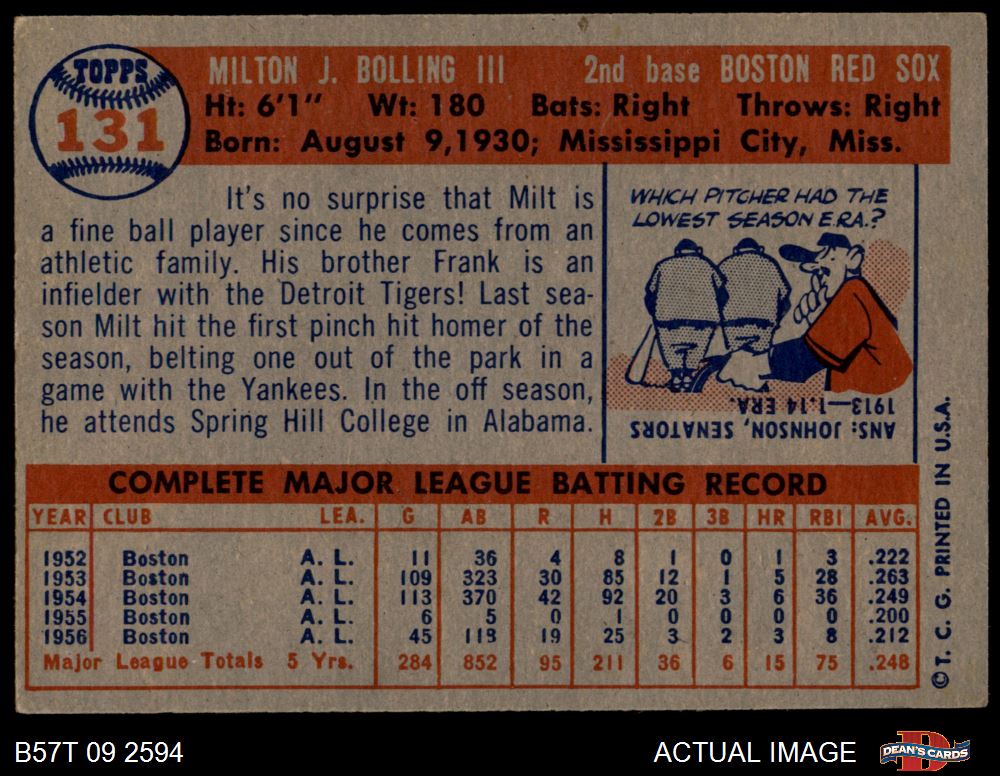 TOPPS
131
MILTON J. BOLLING III 2nd base BOSTON RED SOX
Ht: 6'1" Wt: 180 Bats: Right Throws: Right
Born: August 9,1930; Mississippi City, Miss.
It's no surprise that Milt is
a fine ball player since he comes from an
athletic family. His brother Frank is an
infielder with the Detroit Tigers! Last sea-
son Milt hit the first pinch hit homer of the
season, belting one out of the park in a
game with the Yankees. In the off season,
he attends Spring Hill College in Alabama.
WHICH PITCHER HAD THE
LOWEST SEASON E.R.A.?
ANS: JOHNSON, SENATORS
1913—1.14 ERA.
COMPLETE MAJOR LEAGUE BATTING RECORD
YEAR CLUB LEA. G AB R H 2B 3B HR RBI AVG.
1952 Boston A. L. 11 36 4 8 1 0 1 3 .222
1953 Boston A. L. 109 323 30 85 12 1 5 28 .263
1954 Boston A. L. 113 370 42 92 20 3 6 36 .249
1955 Boston A. L. 6 5 0 1 0 0 0 0 .200
1956 Boston A. L. 45 118 19 25 3 2 3 8 .212
Major League Totals 5 Yrs. 284 852 95 211 36 6 15 75 .248
©T. C. G. PRINTED IN U.S.A.
B57T 09 2594
ACTUAL IMAGE
D
DEAN'S CARDS